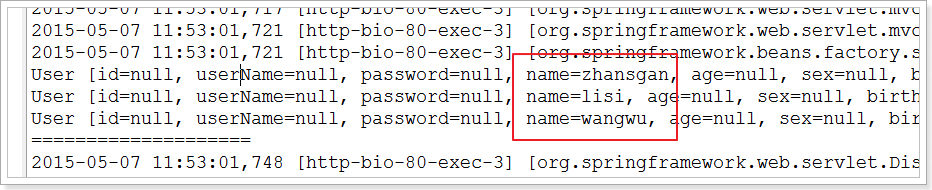 2015-05-07 11:53:01,717 [http-bio-80-exec-3] [org.springframework.web.servlet.mvc
2015-05-07 11:53:01,721 [http-bio-80-exec-3] [org.springframework.web.servlet.mvc
2015-05-07 11:53:01,721 [http-bio-80-exec-3] [org.springframework.beans.factory.s
User [id=null, userName=null, password=null, name=zhansgan, age=null, sex=null, b
User [id=null, userName=null, password=null, name=lisi, age=null, sex=null, birth
User [id=null, userName=null, password=null, name=wangwu, age=null, sex=null, bir
====================
2015-05-07 11:53:01,748 [http-bio-80-exec-3] [org.springframework.web.servlet.Dis